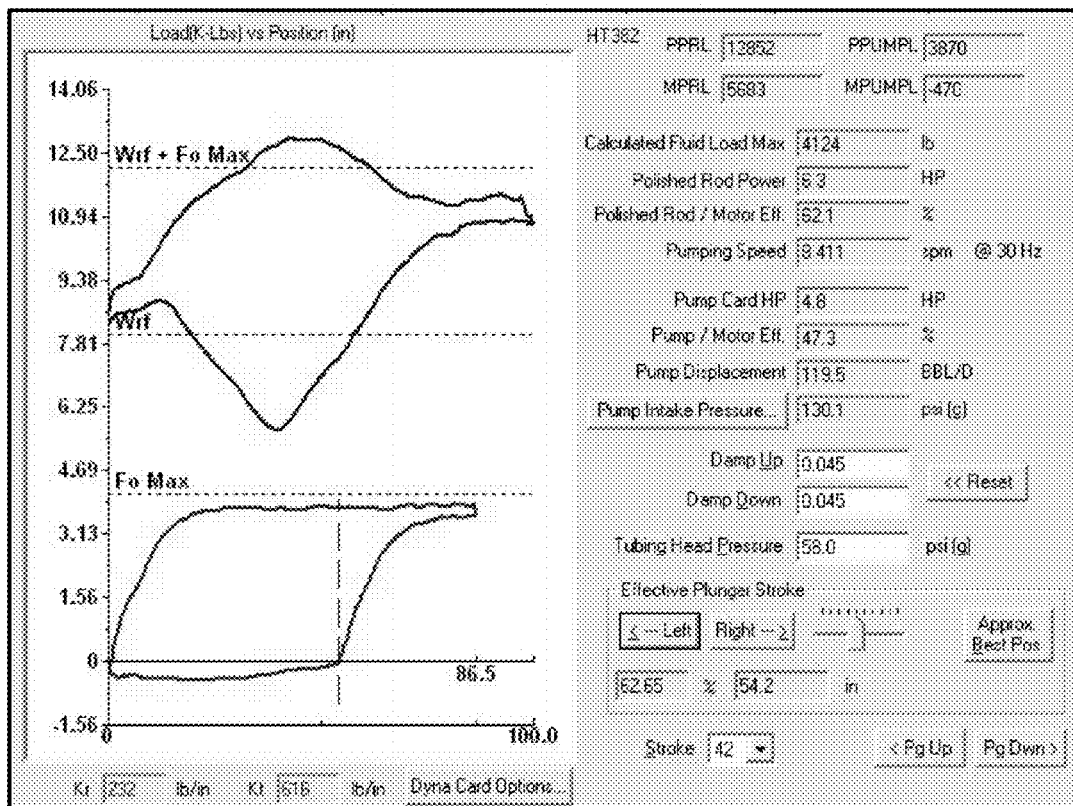 Load(K-Lbs) vs Position (in)
14.06
12.50
10.94
9.38
7.81
6.25
4.69
3.13
1.56
0
-1.56
Wrf + Fo Max
Wrf
Fo Max
86.5
0
100.0
Kr 232 lb/in Kt 616 lb/in Dyna Card Options...
HT382 PPRL 12852 PPUMPL 3870
MPRL 5683 MPUMPL -470
Calculated Fluid Load Max 4124 lb
Polished Rod Power 6.3 HP
Polished Rod / Motor Eff. 62.1 %
Pumping Speed 8.411 spm @ 30 Hz
Pump Card HP 4.8 HP
Pump / Motor Eff. 47.3 %
Pump Displacement 119.5 BBL/D
Pump Intake Pressure... 130.1 psi (g)
Damp Up 0.045
<< Reset
Damp Down 0.045
Tubing Head Pressure 58.0 psi (g)
Effective Plunger Stroke
< -- Left Right -- > Approx. Best Pos
62.65 % 54.2 in
Stroke 42 < Pg Up Pg Dwn >